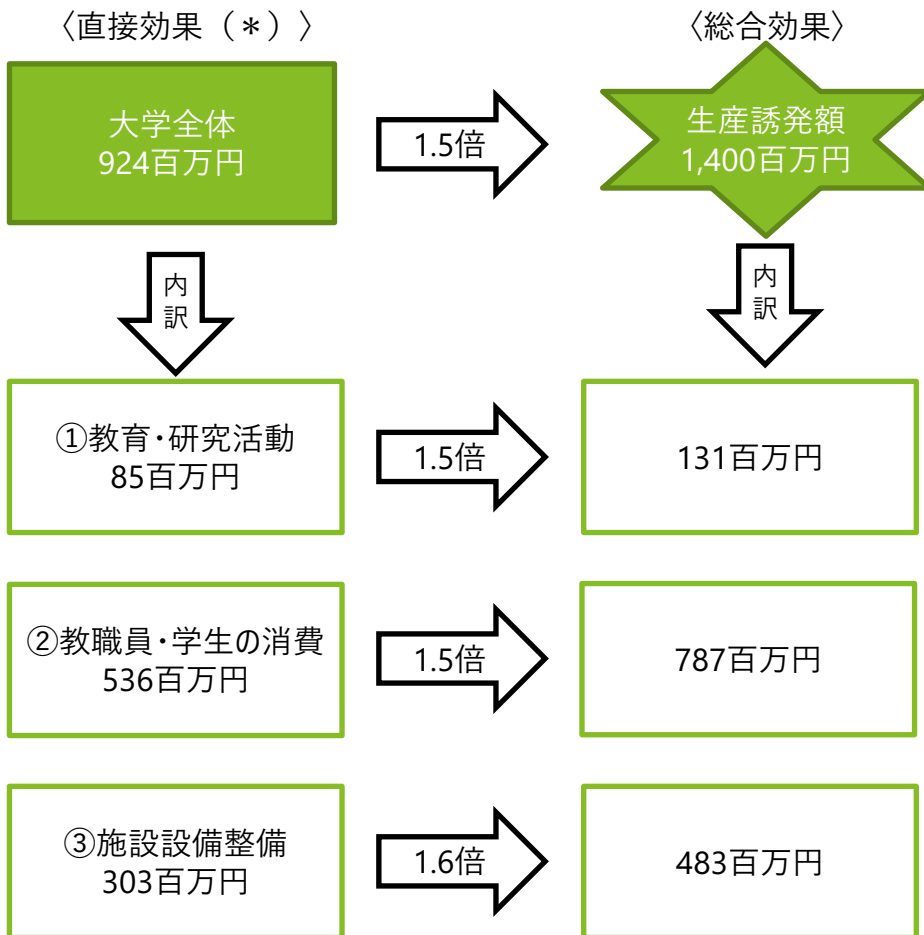 〈直接効果（＊）〉
〈総合効果〉
大学全体
924百万円
1.5倍
生産誘発額
1,400百万円
内
訳
内
訳
①教育・研究活動
85百万円
1.5倍
131百万円
②教職員・学生の消費
536百万円
1.5倍
787百万円
③施設設備整備
303百万円
1.6倍
483百万円